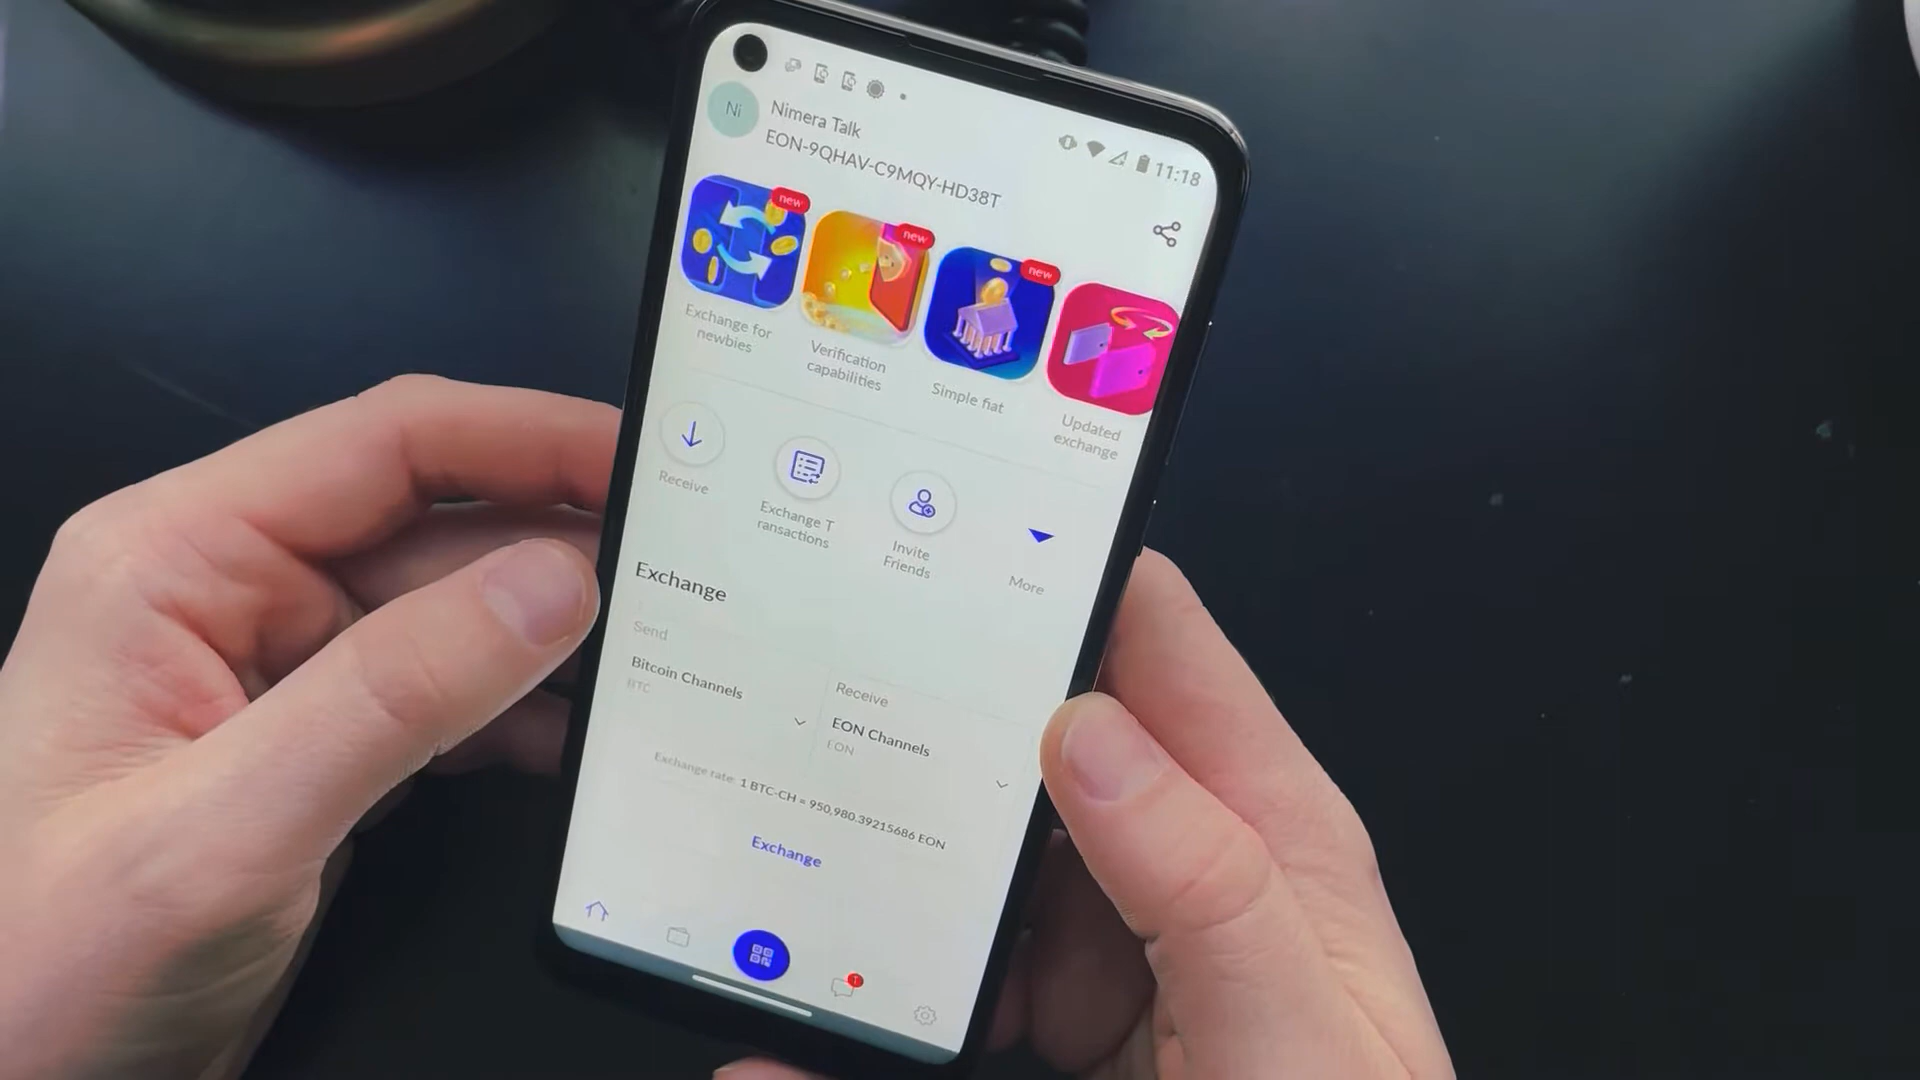 11:18
Ni
Nimera Talk
EON-9QHAV-C9MQY-HD38T
new
new
new
Exchange for
newbies
Verification
capabilities
Simple fiat
Updated
exchange
Receive
Exchange T
ransactions
Invite
Friends
More
Exchange
Send
Bitcoin Channels
BTC
Receive
EON Channels
EON
Exchange rate: 1 BTC-CH = 950,980.39215686 EON
Exchange
1